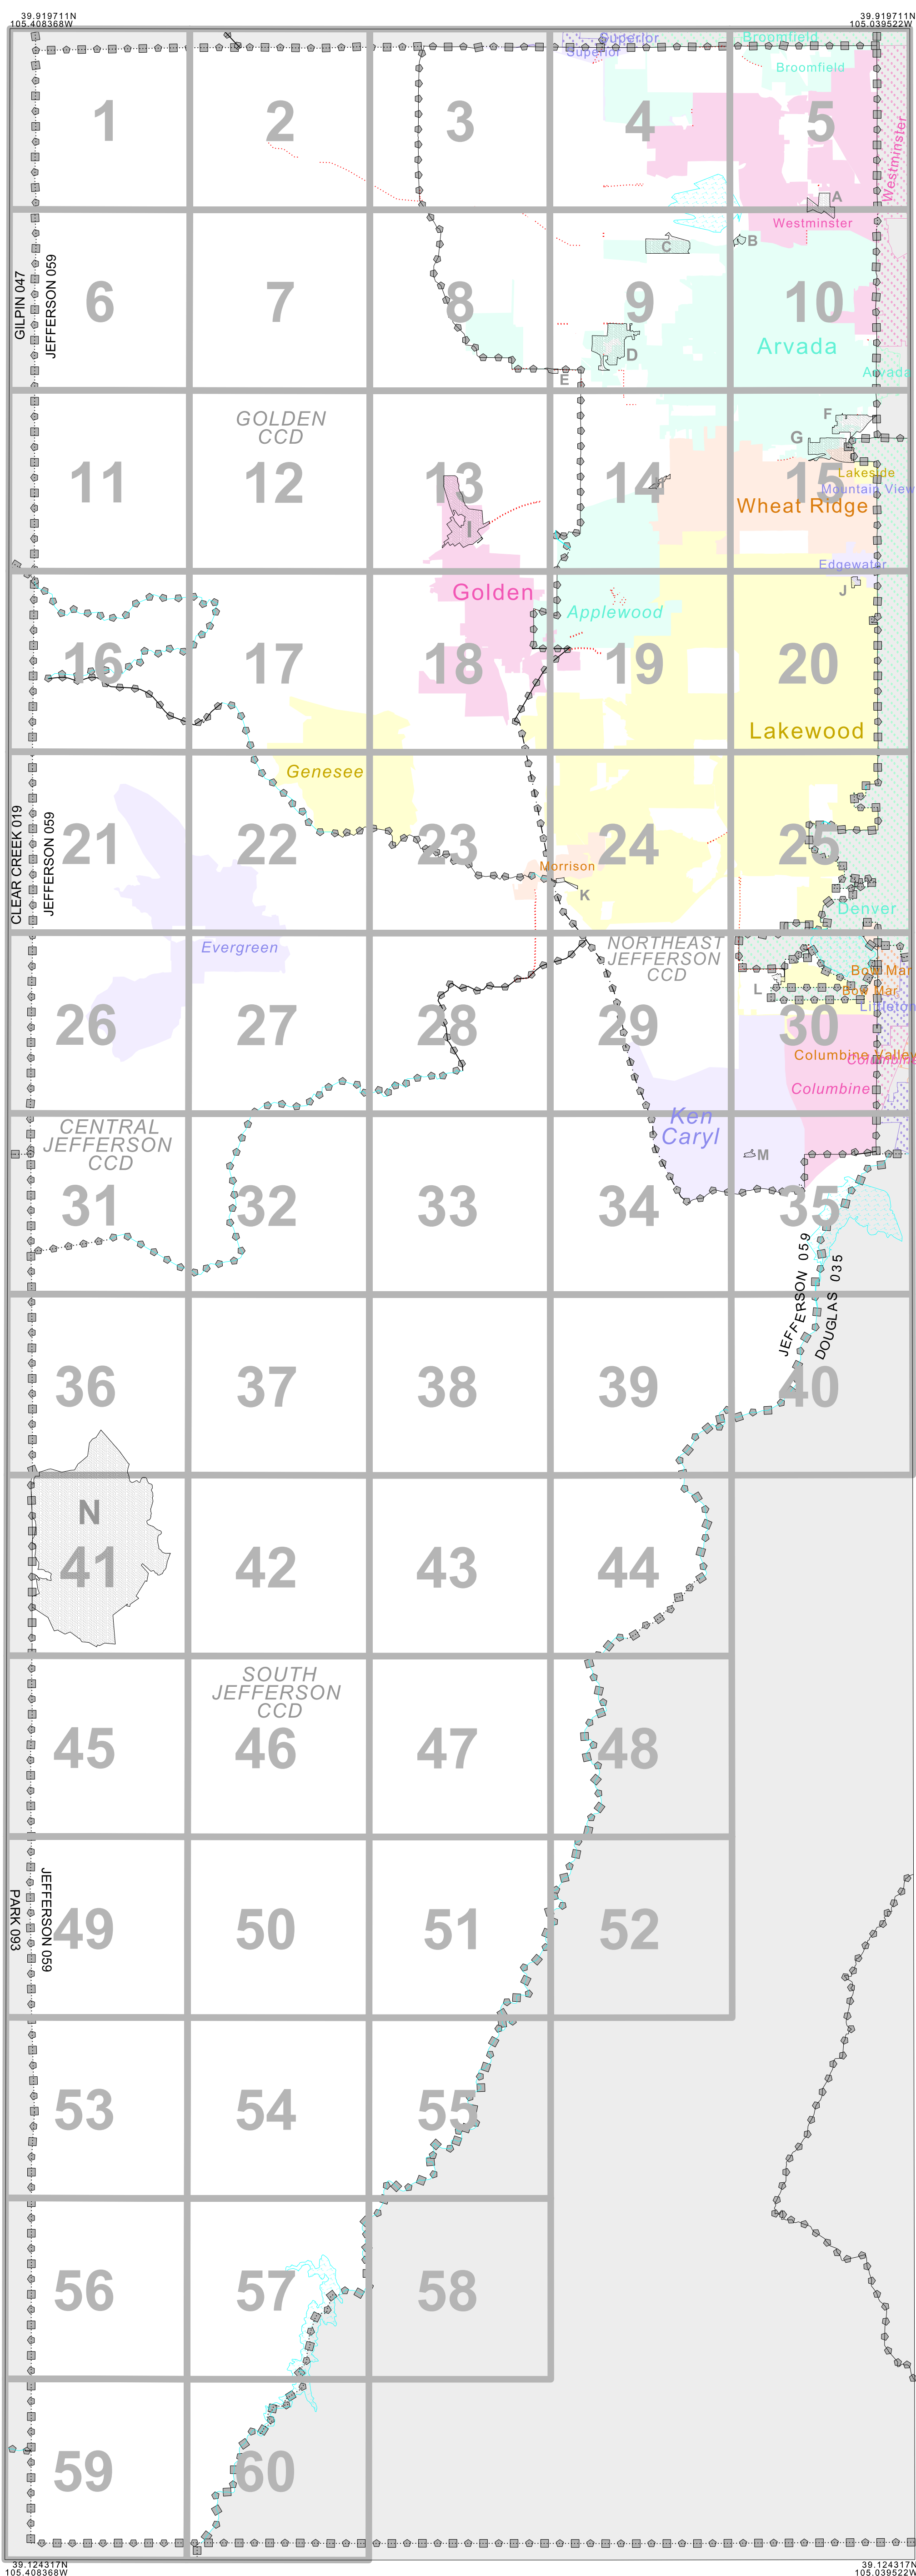 39.919711N
105.408368W
39.919711N
105.039522W
Superior
Broomfield
Superior
Broomfield
1
2
3
4
5
Westminster
A
Westminster
B
C
GILPIN 047
JEFFERSON 059
6
7
8
9
10
Arvada
D
E
Arvada
GOLDEN
CCD
F
G
Lakeside
11
12
13
14
15
Mountain View
Wheat Ridge
I
Edgewater
J
Golden
Applewood
16
17
18
19
20
Lakewood
Genesee
CLEAR CREEK 019
JEFFERSON 059
21
22
23
24
25
Morrison
K
Denver
Evergreen
NORTHEAST
JEFFERSON
CCD
Bow Mar
L
Bow Mar
Littleton
26
27
28
29
30
Columbine Valley
Columbine
Columbine
Ken
Caryl
CENTRAL
JEFFERSON
CCD
M
31
32
33
34
35
JEFFERSON 059
DOUGLAS 035
36
37
38
39
40
N
41
42
43
44
SOUTH
JEFFERSON
CCD
45
46
47
48
PARK 093
JEFFERSON 059
49
50
51
52
53
54
55
56
57
58
59
60
39.124317N
105.408368W
39.124317N
105.039522W